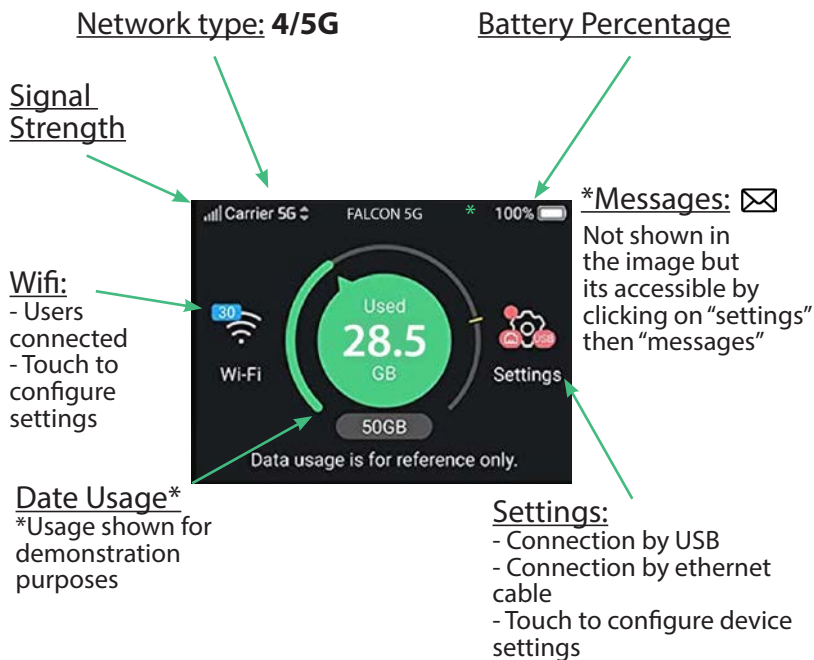 Network type: 4/5G
Battery Percentage
Signal
Strength
Carrier 5G
FALCON 5G
*
100%
*Messages:
Not shown in
the image but
its accessible by
clicking on “settings”
then “messages”
Wifi:
- Users
connected
- Touch to
configure
settings
30
Wi-Fi
Used
28.5
GB
50GB
USB
Settings
Data usage is for reference only.
Date Usage*
*Usage shown for
demonstration
purposes
Settings:
- Connection by USB
- Connection by ethernet
cable
- Touch to configure device
settings